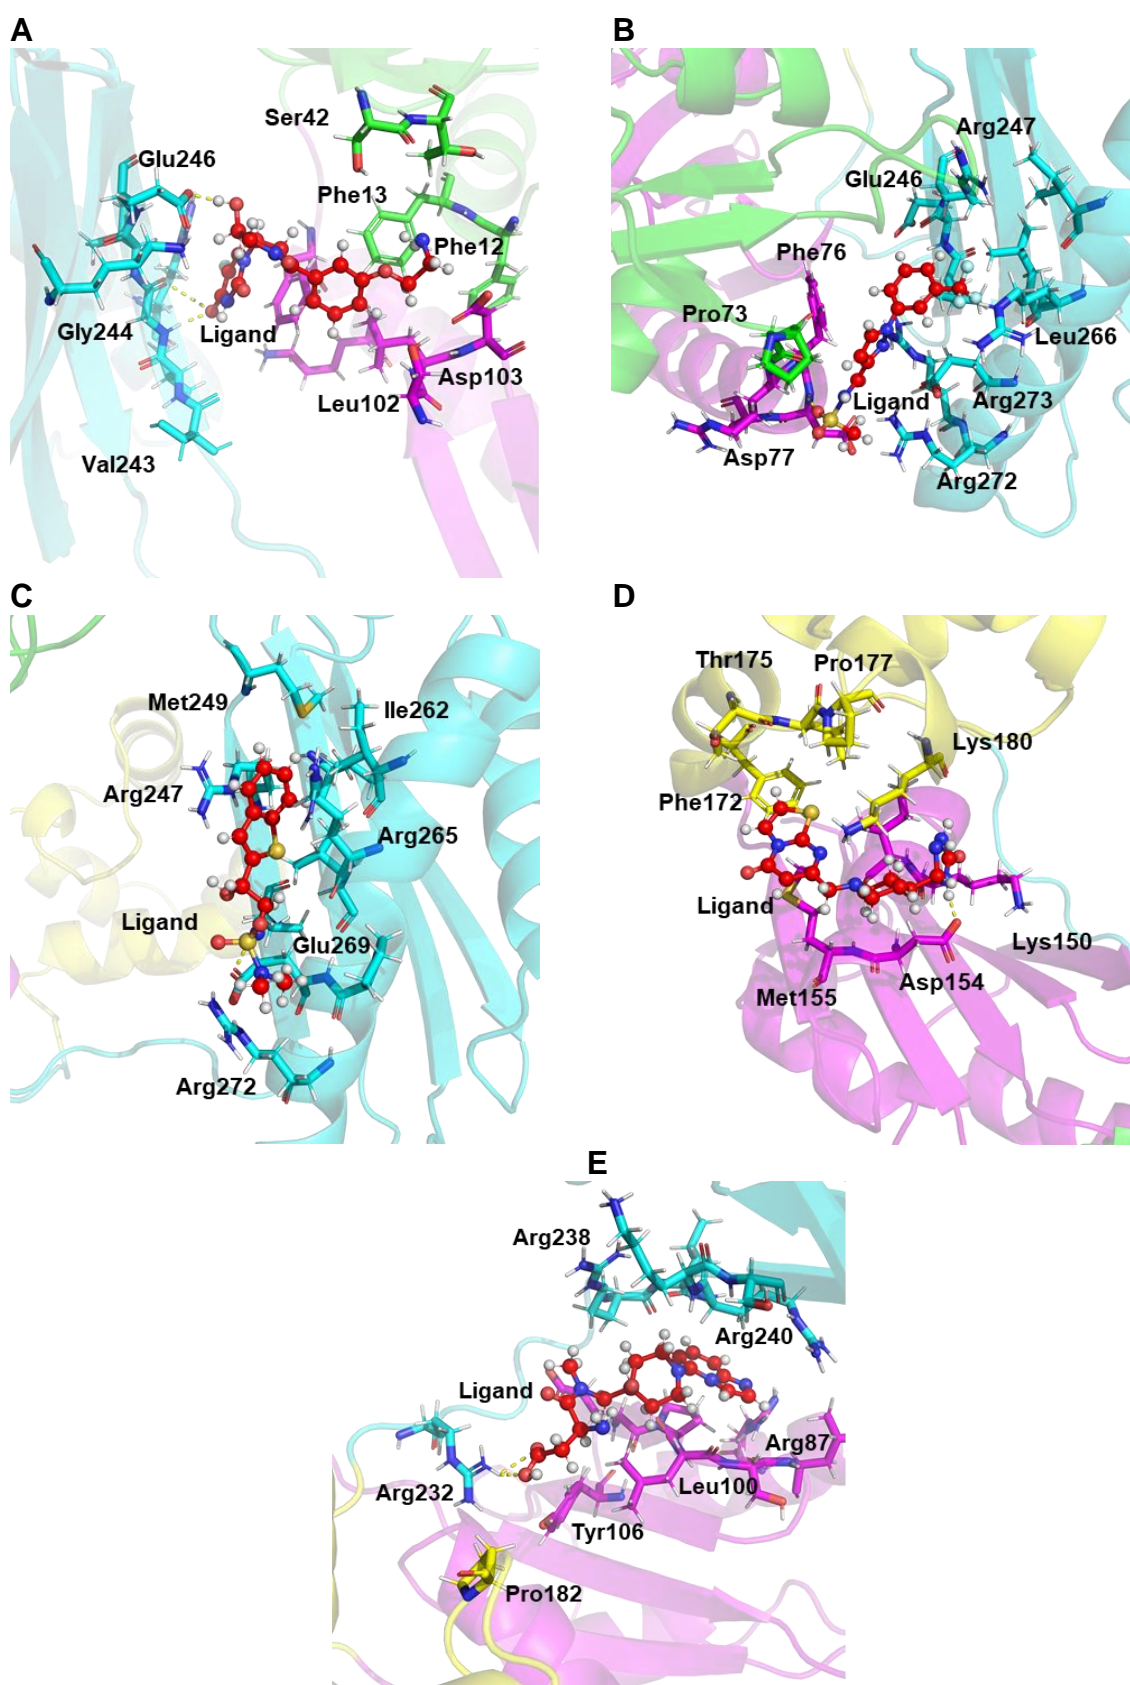 A
Ser42
Glu246
Phe13
Phe12
Gly244
Ligand
Asp103
Leu102
Val243
B
Arg247
Glu246
Phe76
Pro73
Leu266
Ligand
Arg273
Asp77
Arg272
C
Met249
Ile262
Arg247
Arg265
Ligand
Glu269
Arg272
D
Thr175
Pro177
Lys180
Phe172
Ligand
Lys150
Asp154
Met155
E
Arg238
Arg240
Ligand
Arg87
Leu100
Arg232
Tyr106
Pro182